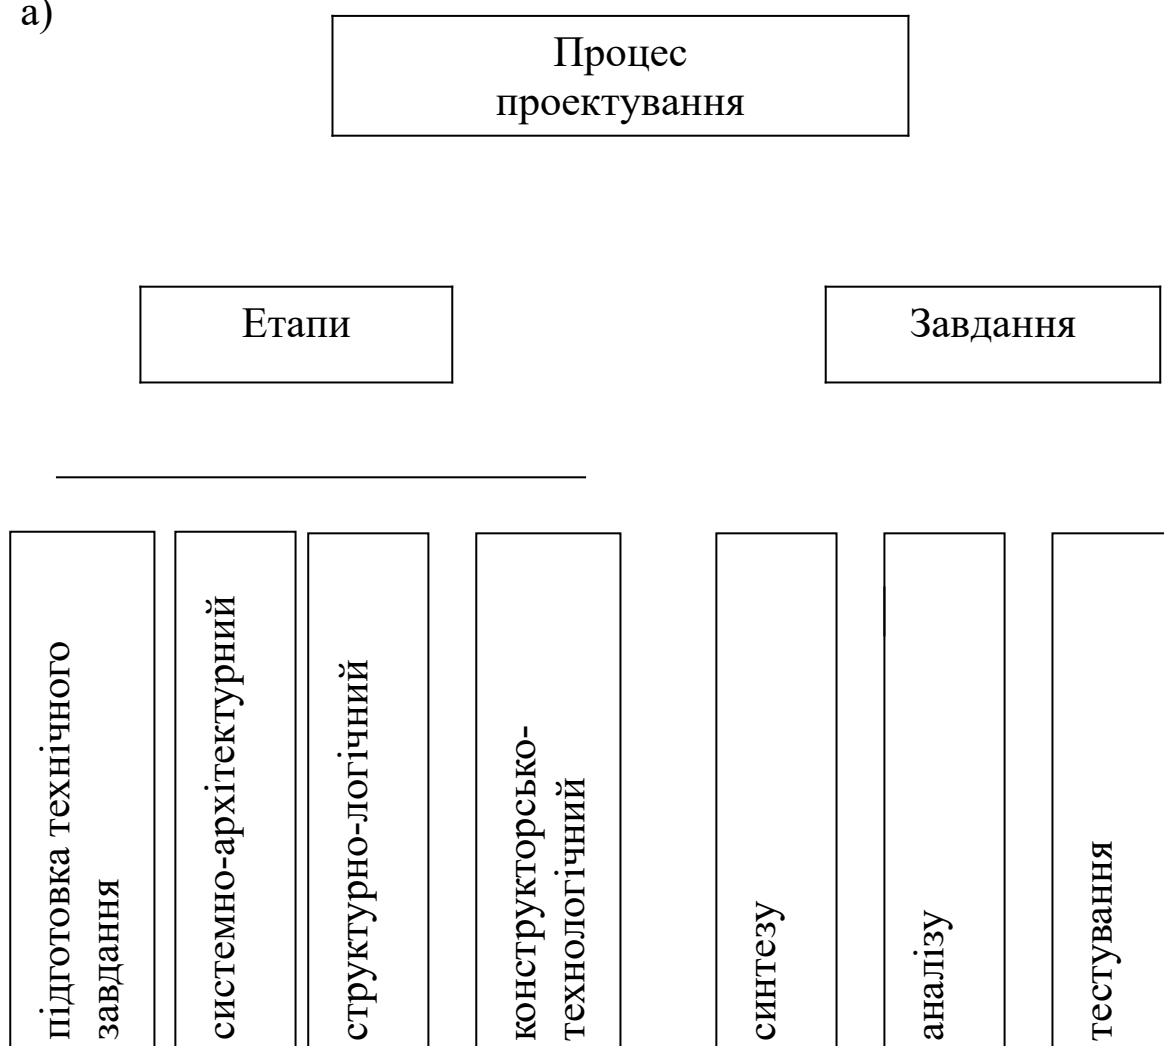 а)
Процес
проектування
Етапи
Завдання
підготовка технічного
завдання
системно-архітектурний
структурно-логічний
конструкторсько-
технологічний
синтезу
аналізу
тестування